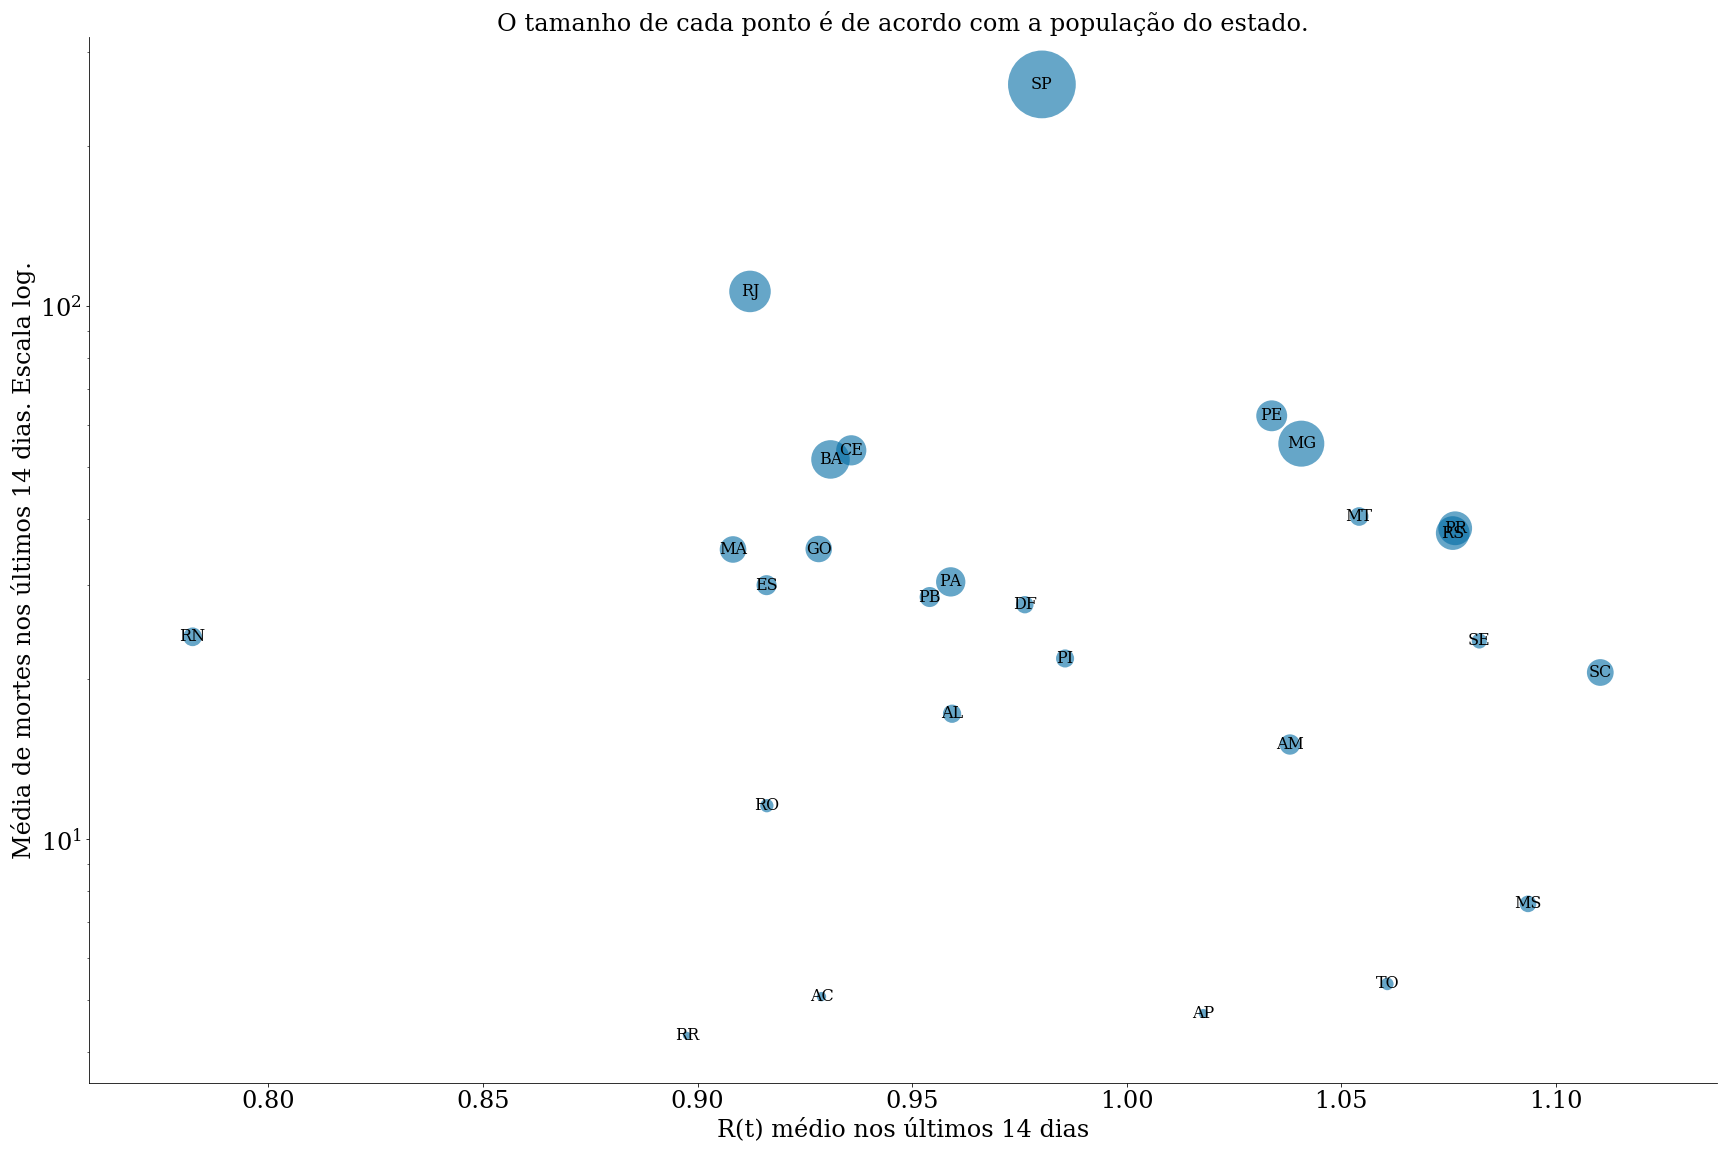 O tamanho de cada ponto é de acordo com a população do estado.
Média de mortes nos últimos 14 dias. Escala log.
10²
10¹
SP
RJ
PE
MG
CE
BA
MT
PR
RS
MA
GO
PA
ES
PB
DF
RN
SE
PI
SC
AL
AM
RO
MS
TO
AC
AP
RR
0.80 0.85 0.90 0.95 1.00 1.05 1.10
R(t) médio nos últimos 14 dias